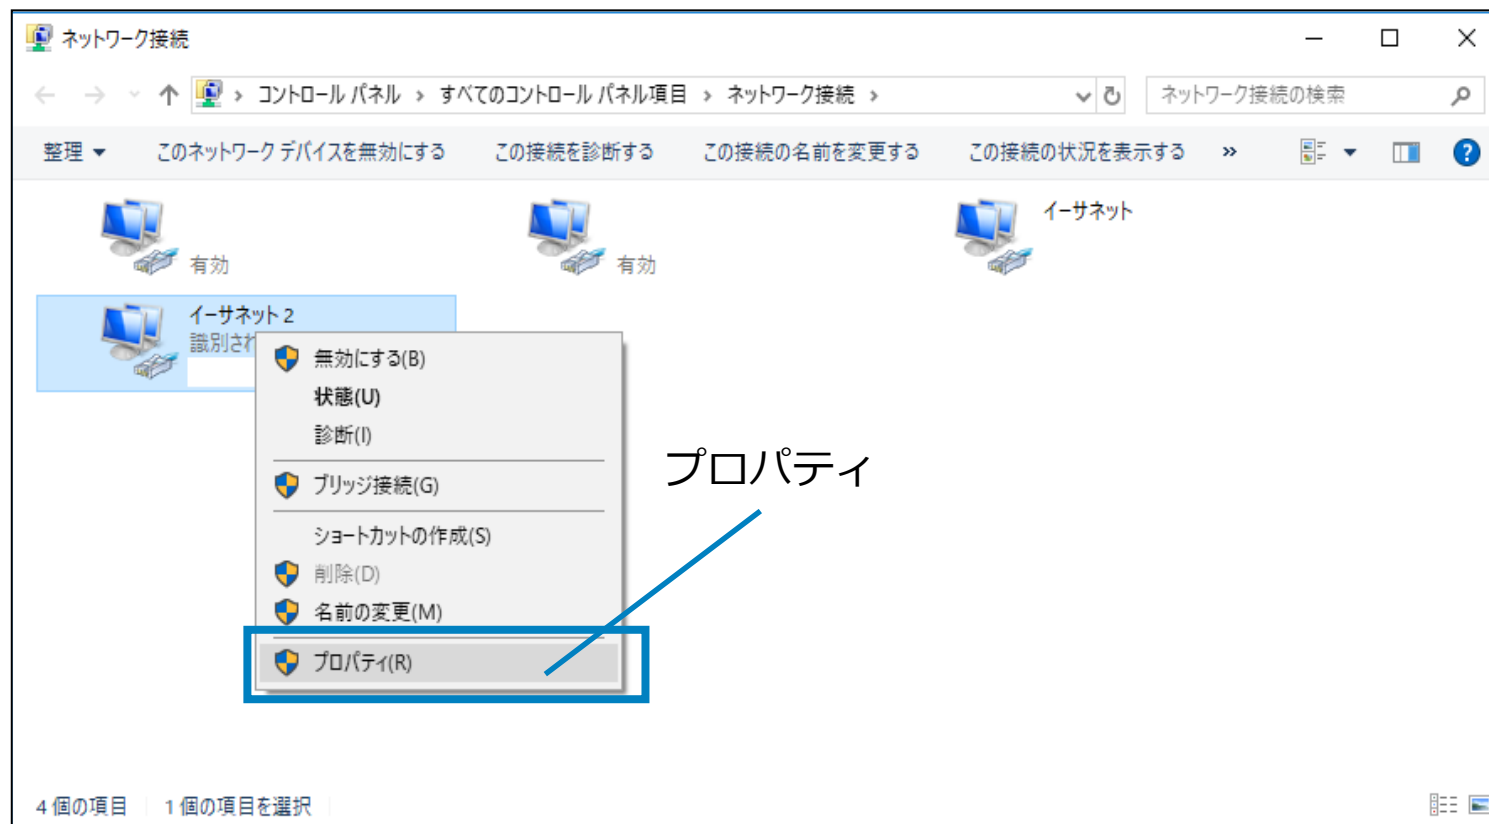 ネットワーク接続
コントロール パネル › すべてのコントロール パネル項目 › ネットワーク接続 ›
ネットワーク接続の検索
整理 このネットワーク デバイスを無効にする この接続を診断する この接続の名前を変更する この接続の状況を表示する »
有効
有効
イーサネット
イーサネット 2
識別され
無効にする(B)
状態(U)
診断(I)
ブリッジ接続(G)
ショートカットの作成(S)
削除(D)
名前の変更(M)
プロパティ(R)
プロパティ
4 個の項目 1 個の項目を選択